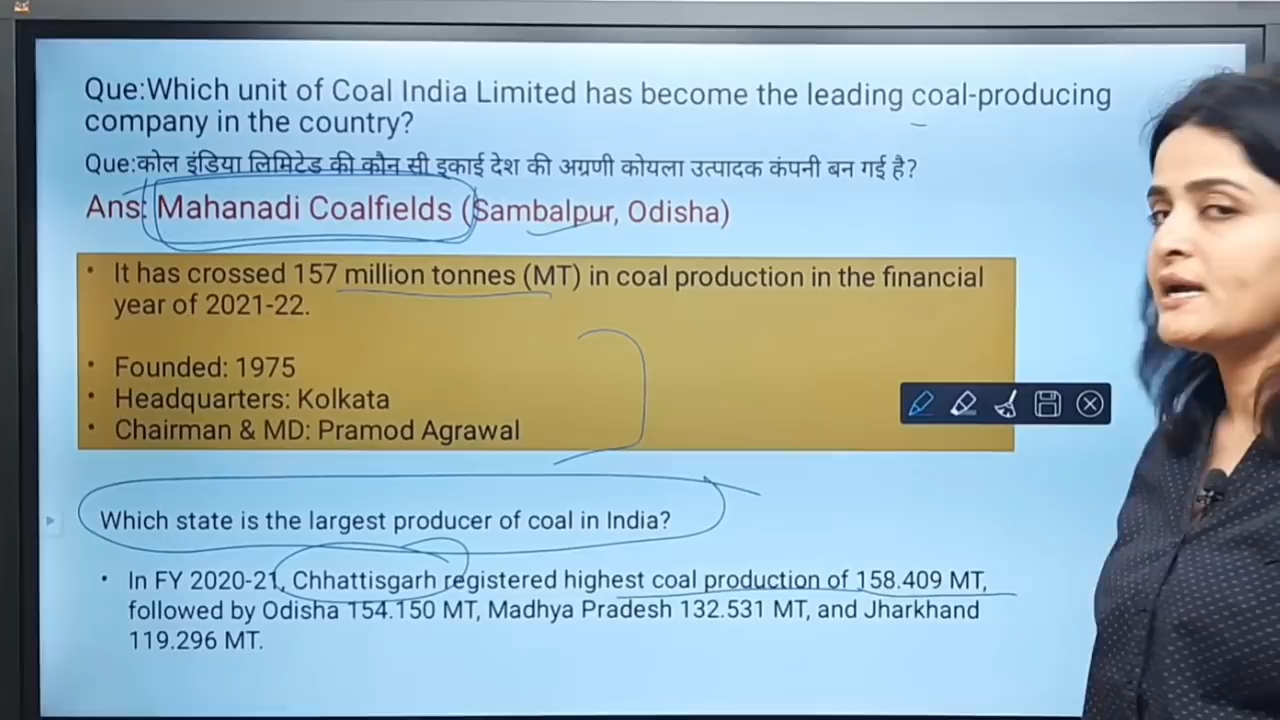 Que:Which unit of Coal India Limited has become the leading coal-producing
company in the country?
Que:कोल इंडिया लिमिटेड की कौन सी इकाई देश की अग्रणी कोयला उत्पादक कंपनी बन गई है?
Ans: Mahanadi Coalfields (Sambalpur, Odisha)
• It has crossed 157 million tonnes (MT) in coal production in the financial
year of 2021-22.
• Founded: 1975
• Headquarters: Kolkata
• Chairman & MD: Pramod Agrawal
Which state is the largest producer of coal in India?
• In FY 2020-21, Chhattisgarh registered highest coal production of 158.409 MT,
followed by Odisha 154.150 MT, Madhya Pradesh 132.531 MT, and Jharkhand
119.296 MT.